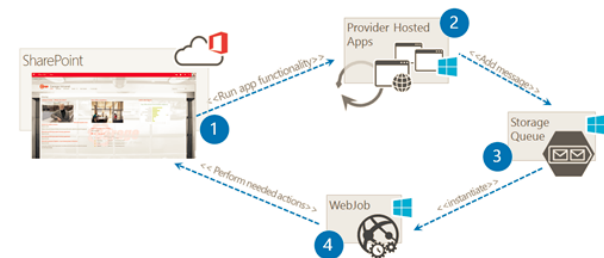 SharePoint
1
<<Run app functionality>>
Provider Hosted
Apps
2
<<Add message>>
Storage
Queue
3
<<instantiate>>
WebJob
4
<< Perform needed actions>>